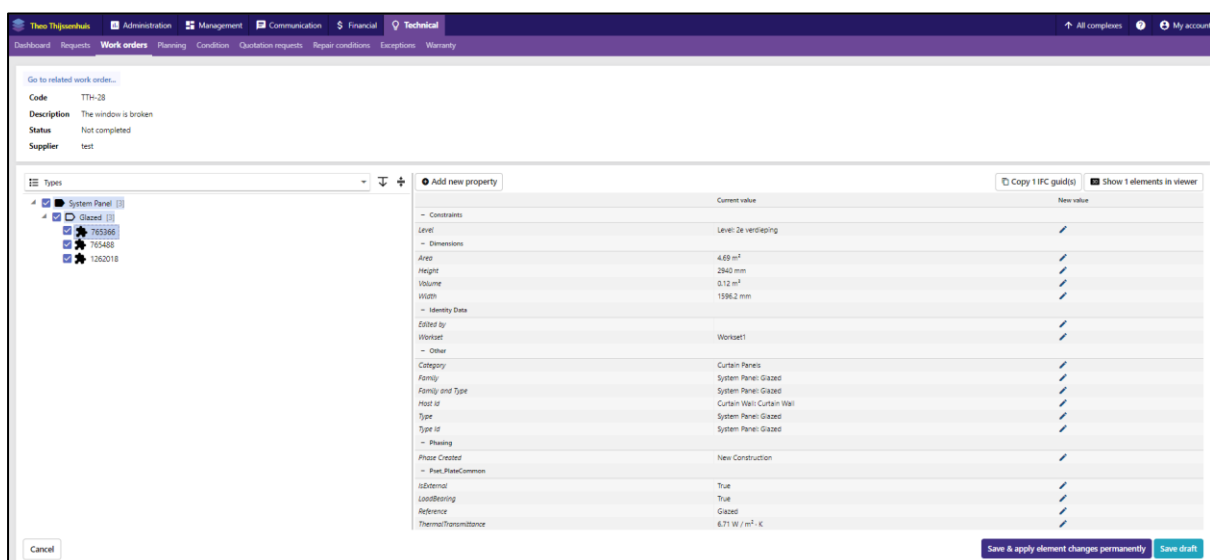 Theo Thijssenhuis Administration Management Communication $ Financial Technical All complexes ? My account
Dashboard Requests Work orders Planning Condition Quotation requests Repair conditions Exceptions Warranty
Go to related work order...
Code TTH-28
Description The window is broken
Status Not completed
Supplier test
Types Add new property Copy 1 IFC guid(s) Show 1 elements in viewer
System Panel [3]
Glazed [3]
765366
765488
1262018
Current value New value
− Constraints
Level Level: 2e verdieping
− Dimensions
Area 4.69 m²
Height 2940 mm
Volume 0.12 m³
Width 1596.2 mm
− Identity Data
Edited by
Workset Workset1
− Other
Category Curtain Panels
Family System Panel: Glazed
Family and Type System Panel: Glazed
Host Id Curtain Wall: Curtain Wall
Type System Panel: Glazed
Type Id System Panel: Glazed
− Phasing
Phase Created New Construction
− Pset_PlateCommon
IsExternal True
LoadBearing True
Reference Glazed
ThermalTransmittance 6.71 W / m² · K
Cancel Save & apply element changes permanently Save draft